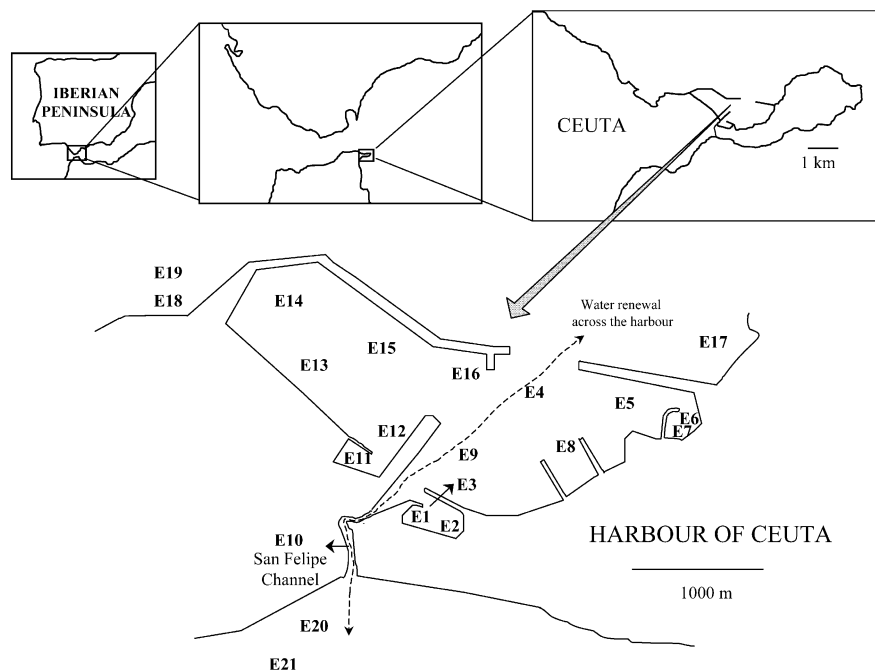 IBERIAN
PENINSULA
CEUTA
1 km
E19
E18
E14
E15
E13
E16
Water renewal
across the harbour
E17
E4
E5
E6
E7
E12
E11
E8
E9
E3
E1
E2
E10
San Felipe
Channel
HARBOUR OF CEUTA
1000 m
E20
E21